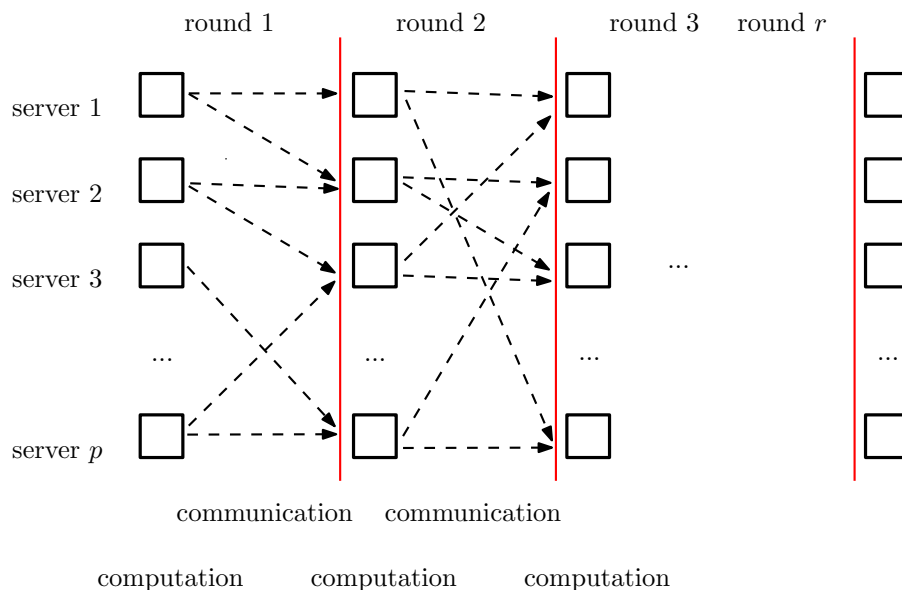 round 1
round 2
round 3
round r
server 1
server 2
server 3
...
... ... ... ...
server p
communication
communication
computation
computation
computation